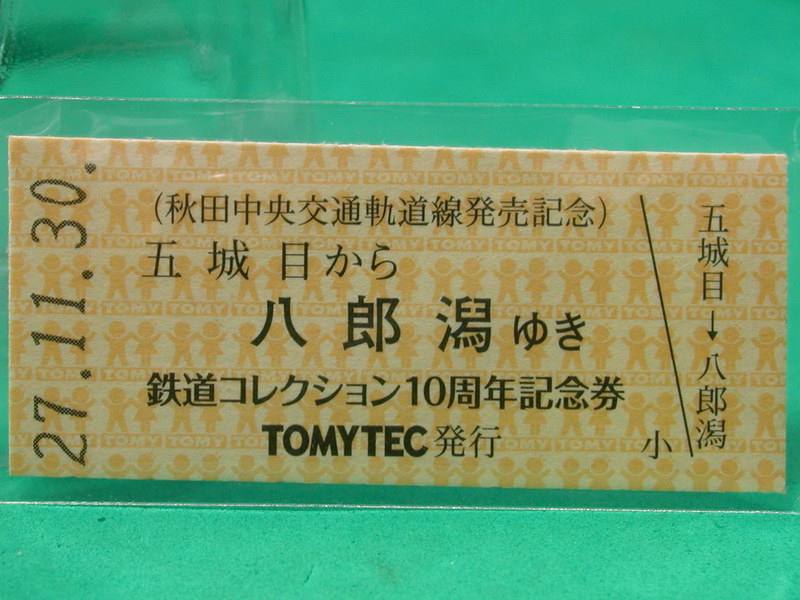 27.11.30.
(秋田中央交通軌道線発売記念)
五城目から
八郎潟ゆき
鉄道コレクション10周年記念券
TOMYTEC発行
小
五城目→八郎潟
TOMY